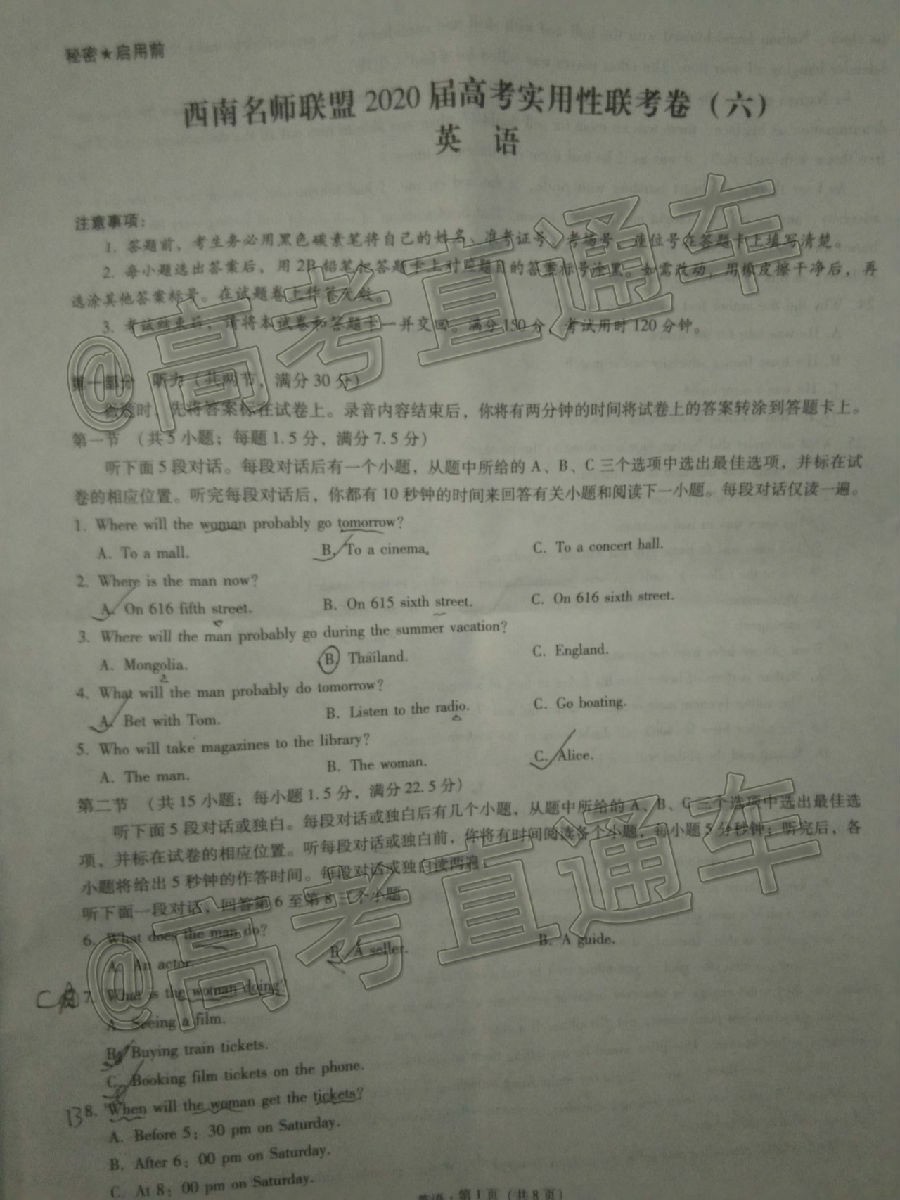 秘密★启用前
西南名师联盟 2020 届高考实用性联考卷（六）
英 语
注意事项：
1. 答题前，考生务必用黑色碳素笔将自己的姓名、准考证号、考场号、座位号在答题卡上填写清楚。
2. 每小题选出答案后，用 2B 铅笔把答题卡上对应题目的答案标号涂黑。如需改动，用橡皮擦干净后，再
选涂其他答案标号。在试题卷上作答无效。
3. 考试结束后，请将本试卷和答题卡一并交回。满分 150 分，考试用时 120 分钟。
第一部分 听力（共两节，满分 30 分）
做题时，先将答案标在试卷上。录音内容结束后，你将有两分钟的时间将试卷上的答案转涂到答题卡上。
第一节 （共 5 小题；每题 1. 5 分，满分 7. 5 分）
听下面 5 段对话。每段对话后有一个小题，从题中所给的 A、B、C 三个选项中选出最佳选项，并标在试
卷的相应位置。听完每段对话后，你都有 10 秒钟的时间来回答有关小题和阅读下一小题。每段对话仅读一遍。
1. Where will the woman probably go tomorrow?
A. To a mall. B. To a cinema. C. To a concert hall.
2. Where is the man now?
A. On 616 fifth street. B. On 615 sixth street. C. On 616 sixth street.
3. Where will the man probably go during the summer vacation?
A. Mongolia. B. Thailand. C. England.
4. What will the man probably do tomorrow?
A. Bet with Tom. B. Listen to the radio. C. Go boating.
5. Who will take magazines to the library?
A. The man. B. The woman. C. Alice.
第二节 （共 15 小题；每小题 1. 5 分，满分 22. 5 分）
听下面 5 段对话或独白。每段对话或独白后有几个小题，从题中所给的 A、B、C 三个选项中选出最佳选
项，并标在试卷的相应位置。听每段对话或独白前，你将有时间阅读各个小题，每小题 5 分秒钟；听完后，各
小题将给出 5 秒钟的作答时间。每段对话或独白读两遍。
听下面一段对话，回答第 6 至第 8 三个小题
6. What does the man do?
A. An actor. B. A seller. B. A guide.
C 7. What is the woman doing?
A. Seeing a film.
B. Buying train tickets.
C. Booking film tickets on the phone.
B 8. When will the woman get the tickets?
A. Before 5：30 pm on Saturday.
B. After 6：00 pm on Saturday.
C. At 8：00 pm on Saturday.
英语·第 1 页（共 8 页）
@高考直通车
@高考直通车